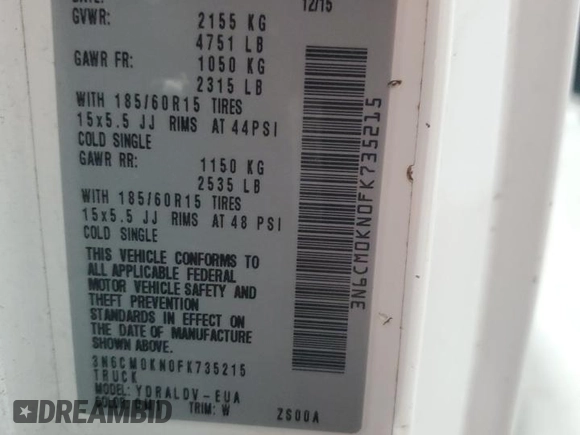 12/15
GVWR: 2155 KG
4751 LB
GAWR FR: 1050 KG
2315 LB
WITH 185/60R15 TIRES
15x5.5 JJ RIMS AT 44PSI
COLD SINGLE
GAWR RR: 1150 KG
2535 LB
WITH 185/60R15 TIRES
15x5.5 JJ RIMS AT 48 PSI
COLD SINGLE
THIS VEHICLE CONFORMS TO
ALL APPLICABLE FEDERAL
MOTOR VEHICLE SAFETY AND
THEFT PREVENTION
STANDARDS IN EFFECT ON
THE DATE OF MANUFACTURE
SHOWN ABOVE.
3N6CM0KN0FK735215
TRUCK
MODEL: YDRALDV-EUA
TRIM: W 2S00A
3N6CM0KN0FK735215
DREAMBID